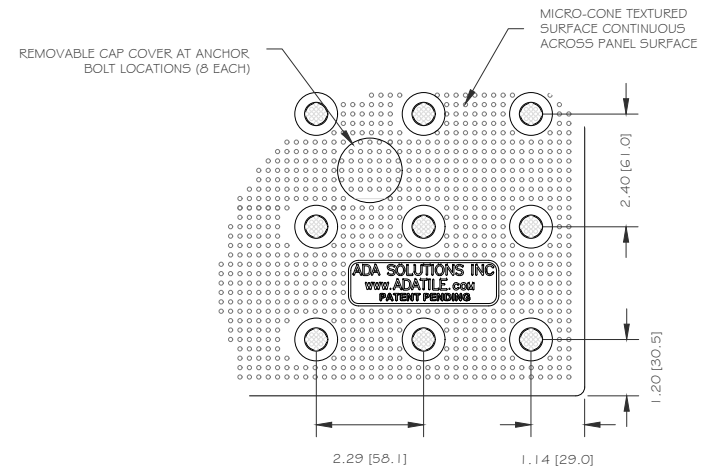 MICRO-CONE TEXTURED
SURFACE CONTINUOUS
ACROSS PANEL SURFACE
REMOVABLE CAP COVER AT ANCHOR
BOLT LOCATIONS (8 EACH)
2.40 [61.0]
ADA SOLUTIONS INC
WWW.ADATILE.COM
PATENT PENDING
1.20 [30.5]
2.29 [58.1]
1.14 [29.0]